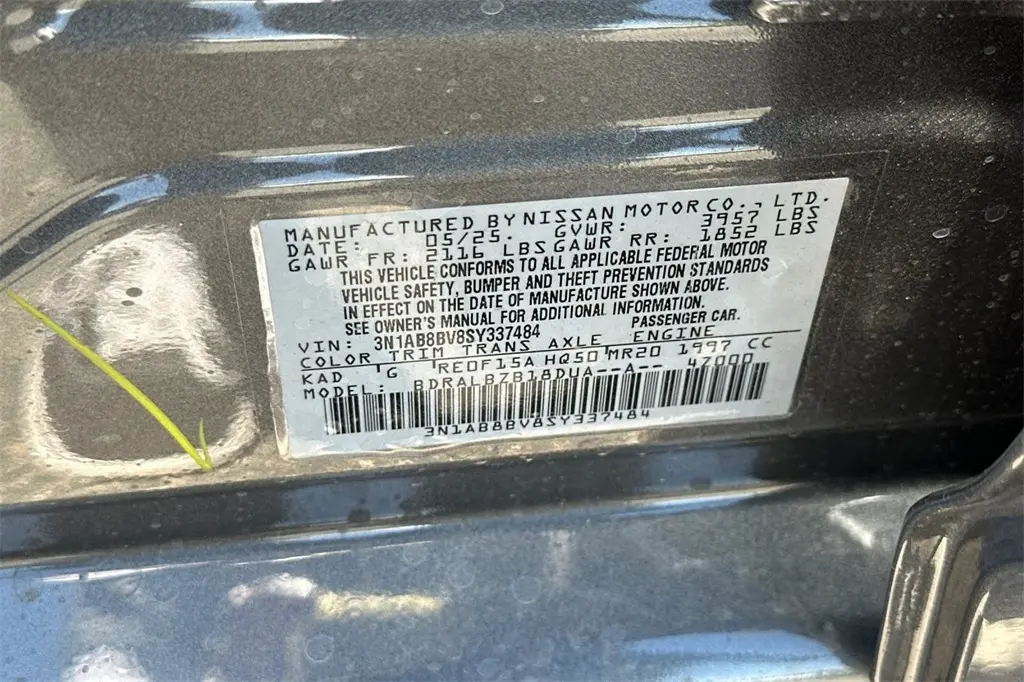 MANUFACTURED BY NISSAN MOTOR CO., LTD.
DATE: 05/25. GVWR: 3957 LBS
GAWR FR: 2116 LBS GAWR RR: 1852 LBS
THIS VEHICLE CONFORMS TO ALL APPLICABLE FEDERAL MOTOR
VEHICLE SAFETY, BUMPER AND THEFT PREVENTION STANDARDS
IN EFFECT ON THE DATE OF MANUFACTURE SHOWN ABOVE.
SEE OWNER'S MANUAL FOR ADDITIONAL INFORMATION.
VIN: 3N1AB8BV8SY337484 PASSENGER CAR.
COLOR TRIM TRANS AXLE ENGINE
KAD G RE0F15A HQ50 MR20 1997 CC
MODEL: BDRALBZB18DUA--A-- 4Z000
3N1AB8BV8SY337484